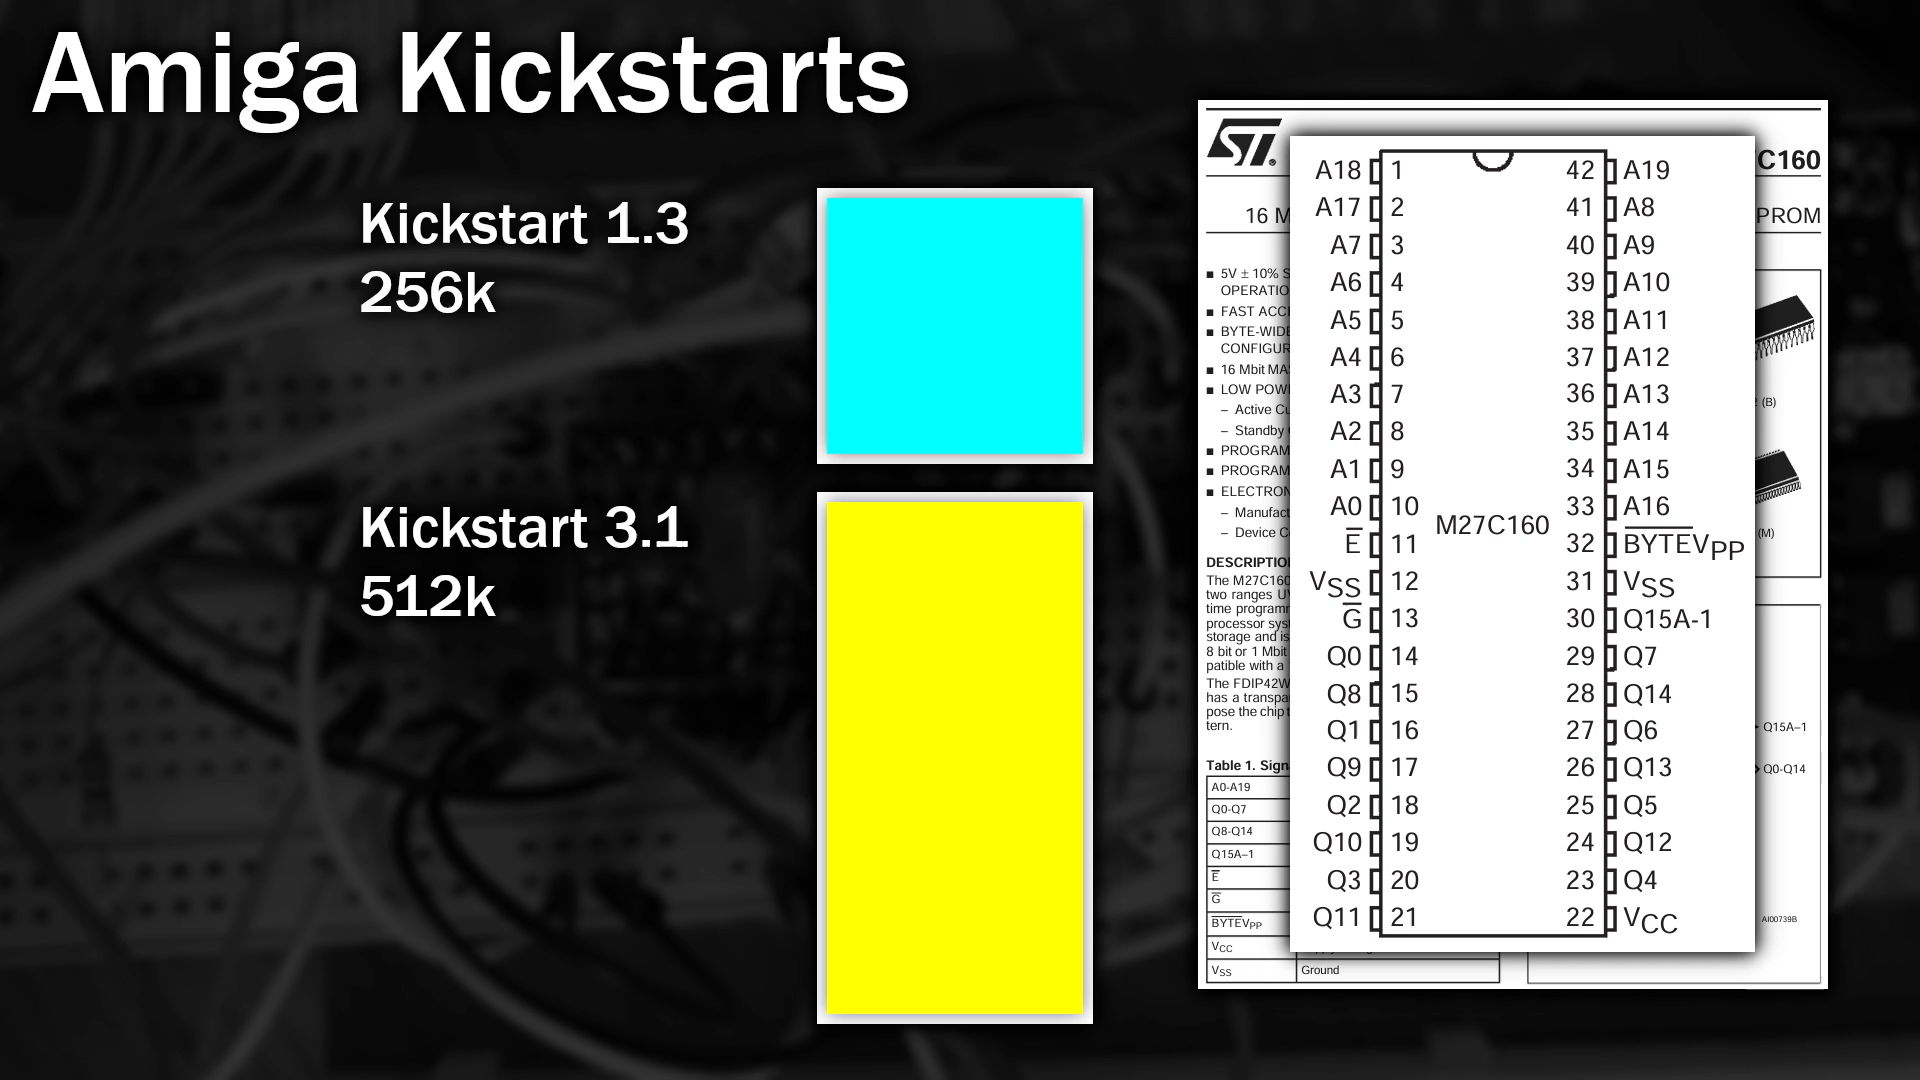 Amiga Kickstarts
Kickstart 1.3
256k
Kickstart 3.1
512k
ST
C160
16 M
PROM
5V ± 10% S
OPERATIO
FAST ACC
BYTE-WIDE
CONFIGUR
16 Mbit MA
LOW POW
– Active Cu
– Standby
PROGRAM
PROGRAM
ELECTRON
– Manufact
– Device C
DESCRIPTIO
The M27C160
two ranges U
time programm
processor sys
storage and is
8 bit or 1 Mbit
patible with a
The FDIP42W
has a transpa
pose the chip t
tern.
Table 1. Sign
A0-A19
Q0-Q7
Q8-Q14
Q15A–1
E̅
G̅
B̅Y̅T̅E̅VPP
VCC
VSS Ground
A18 1 42 A19
A17 2 41 A8
A7 3 40 A9
A6 4 39 A10
A5 5 38 A11
A4 6 37 A12
A3 7 36 A13
A2 8 35 A14
A1 9 34 A15
A0 10 33 A16
M27C160
E̅ 11 32 B̅Y̅T̅E̅VPP
VSS 12 31 VSS
G̅ 13 30 Q15A-1
Q0 14 29 Q7
Q8 15 28 Q14
Q1 16 27 Q6
Q9 17 26 Q13
Q2 18 25 Q5
Q10 19 24 Q12
Q3 20 23 Q4
Q11 21 22 VCC
(B)
(M)
Q15A–1
Q0-Q14
AI00739B